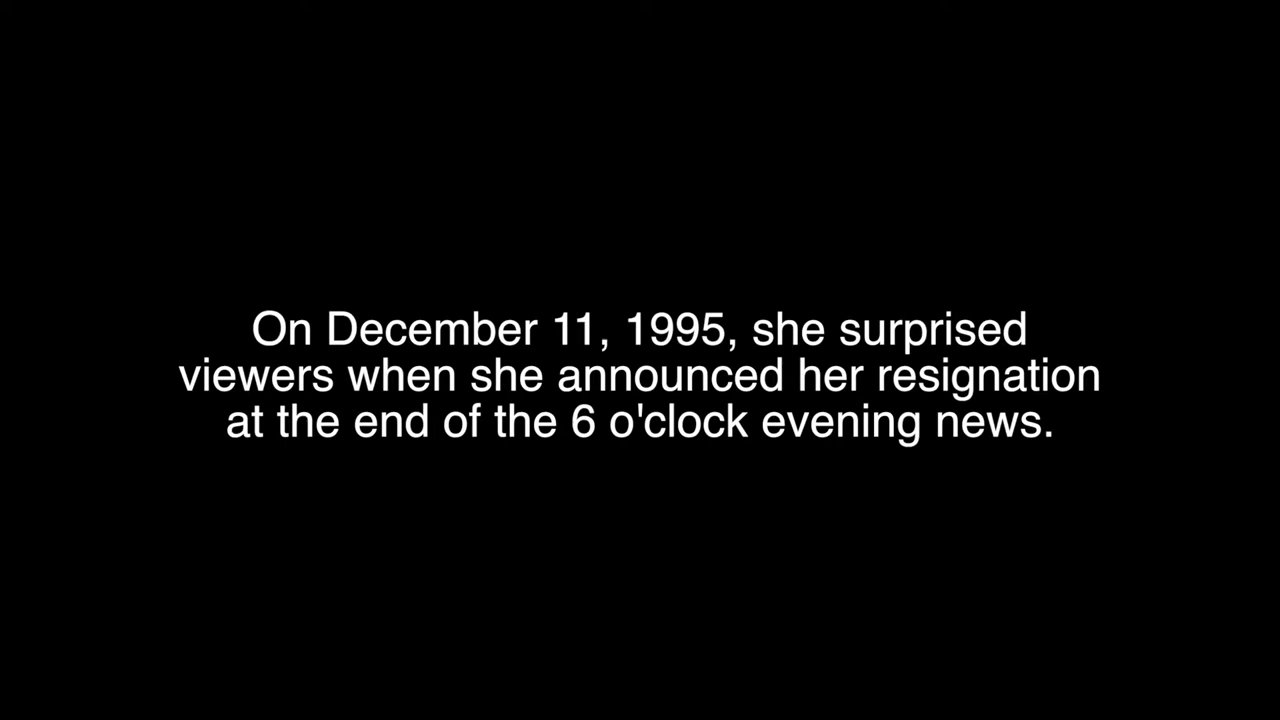 On December 11, 1995, she surprised
viewers when she announced her resignation
at the end of the 6 o'clock evening news.